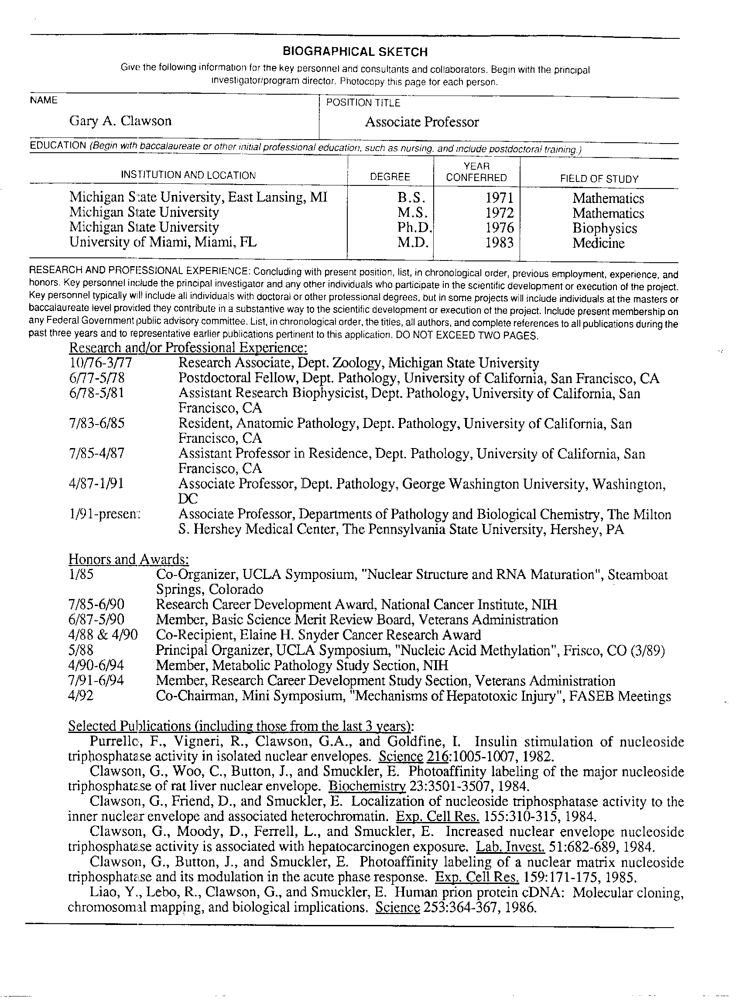 BIOGRAPHICAL SKETCH
Give the following information for the key personnel and consultants and collaborators. Begin with the principal
investigator/program director. Photocopy this page for each person.
NAME
POSITION TITLE
Gary A. Clawson
Associate Professor
EDUCATION (Begin with baccalaureate or other initial professional education, such as nursing, and include postdoctoral training.)
INSTITUTION AND LOCATION DEGREE YEAR CONFERRED FIELD OF STUDY
Michigan State University, East Lansing, MI B.S. 1971 Mathematics
Michigan State University M.S. 1972 Mathematics
Michigan State University Ph.D. 1976 Biophysics
University of Miami, Miami, FL M.D. 1983 Medicine
RESEARCH AND PROFESSIONAL EXPERIENCE: Concluding with present position, list, in chronological order, previous employment, experience, and
honors. Key personnel include the principal investigator and any other individuals who participate in the scientific development or execution of the project.
Key personnel typically will include all individuals with doctoral or other professional degrees, but in some projects will include individuals at the masters or
baccalaureate level provided they contribute in a substantive way to the scientific development or execution of the project. Include present membership on
any Federal Government public advisory committee. List, in chronological order, the titles, all authors, and complete references to all publications during the
past three years and to representative earlier publications pertinent to this application. DO NOT EXCEED TWO PAGES.
Research and/or Professional Experience:
10/76-3/77 Research Associate, Dept. Zoology, Michigan State University
6/77-5/78 Postdoctoral Fellow, Dept. Pathology, University of California, San Francisco, CA
6/78-5/81 Assistant Research Biophysicist, Dept. Pathology, University of California, San
Francisco, CA
7/83-6/85 Resident, Anatomic Pathology, Dept. Pathology, University of California, San
Francisco, CA
7/85-4/87 Assistant Professor in Residence, Dept. Pathology, University of California, San
Francisco, CA
4/87-1/91 Associate Professor, Dept. Pathology, George Washington University, Washington,
DC
1/91-present Associate Professor, Departments of Pathology and Biological Chemistry, The Milton
S. Hershey Medical Center, The Pennsylvania State University, Hershey, PA
Honors and Awards:
1/85 Co-Organizer, UCLA Symposium, "Nuclear Structure and RNA Maturation", Steamboat
Springs, Colorado
7/85-6/90 Research Career Development Award, National Cancer Institute, NIH
6/87-5/90 Member, Basic Science Merit Review Board, Veterans Administration
4/88 & 4/90 Co-Recipient, Elaine H. Snyder Cancer Research Award
5/88 Principal Organizer, UCLA Symposium, "Nucleic Acid Methylation", Frisco, CO (3/89)
4/90-6/94 Member, Metabolic Pathology Study Section, NIH
7/91-6/94 Member, Research Career Development Study Section, Veterans Administration
4/92 Co-Chairman, Mini Symposium, "Mechanisms of Hepatotoxic Injury", FASEB Meetings
Selected Publications (including those from the last 3 years):
Purrello, F., Vigneri, R., Clawson, G.A., and Goldfine, I. Insulin stimulation of nucleoside
triphosphatase activity in isolated nuclear envelopes. Science 216:1005-1007, 1982.
Clawson, G., Woo, C., Button, J., and Smuckler, E. Photoaffinity labeling of the major nucleoside
triphosphatase of rat liver nuclear envelope. Biochemistry 23:3501-3507, 1984.
Clawson, G., Friend, D., and Smuckler, E. Localization of nucleoside triphosphatase activity to the
inner nuclear envelope and associated heterochromatin. Exp. Cell Res. 155:310-315, 1984.
Clawson, G., Moody, D., Ferrell, L., and Smuckler, E. Increased nuclear envelope nucleoside
triphosphatase activity is associated with hepatocarcinogen exposure. Lab. Invest. 51:682-689, 1984.
Clawson, G., Button, J., and Smuckler, E. Photoaffinity labeling of a nuclear matrix nucleoside
triphosphatase and its modulation in the acute phase response. Exp. Cell Res. 159:171-175, 1985.
Liao, Y., Lebo, R., Clawson, G., and Smuckler, E. Human prion protein cDNA: Molecular cloning,
chromosomal mapping, and biological implications. Science 253:364-367, 1986.